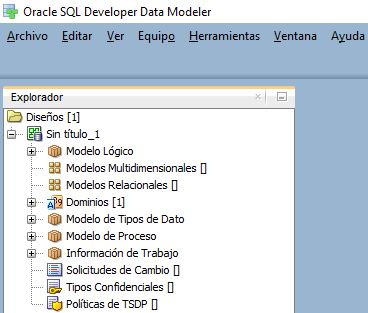 Oracle SQL Developer Data Modeler
Archivo Editar Ver Equipo Herramientas Ventana Ayuda
Explorador
Diseños [1]
Sin título_1
Modelo Lógico
Modelos Multidimensionales []
Modelos Relacionales []
Dominios [1]
Modelo de Tipos de Dato
Modelo de Proceso
Información de Trabajo
Solicitudes de Cambio []
Tipos Confidenciales []
Políticas de TSDP []